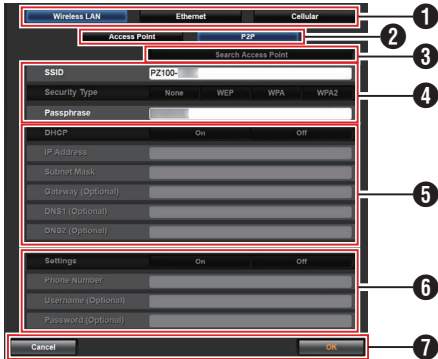 Wireless LAN Ethernet Cellular 1
Access Point P2P 2
Search Access Point 3
SSID PZ100-
Security Type None WEP WPA WPA2 4
Passphrase
DHCP On Off
IP Address
Subnet Mask
Gateway (Optional) 5
DNS1 (Optional)
DNS2 (Optional)
Settings On Off
Phone Number 6
Username (Optional)
Password (Optional)
Cancel OK 7